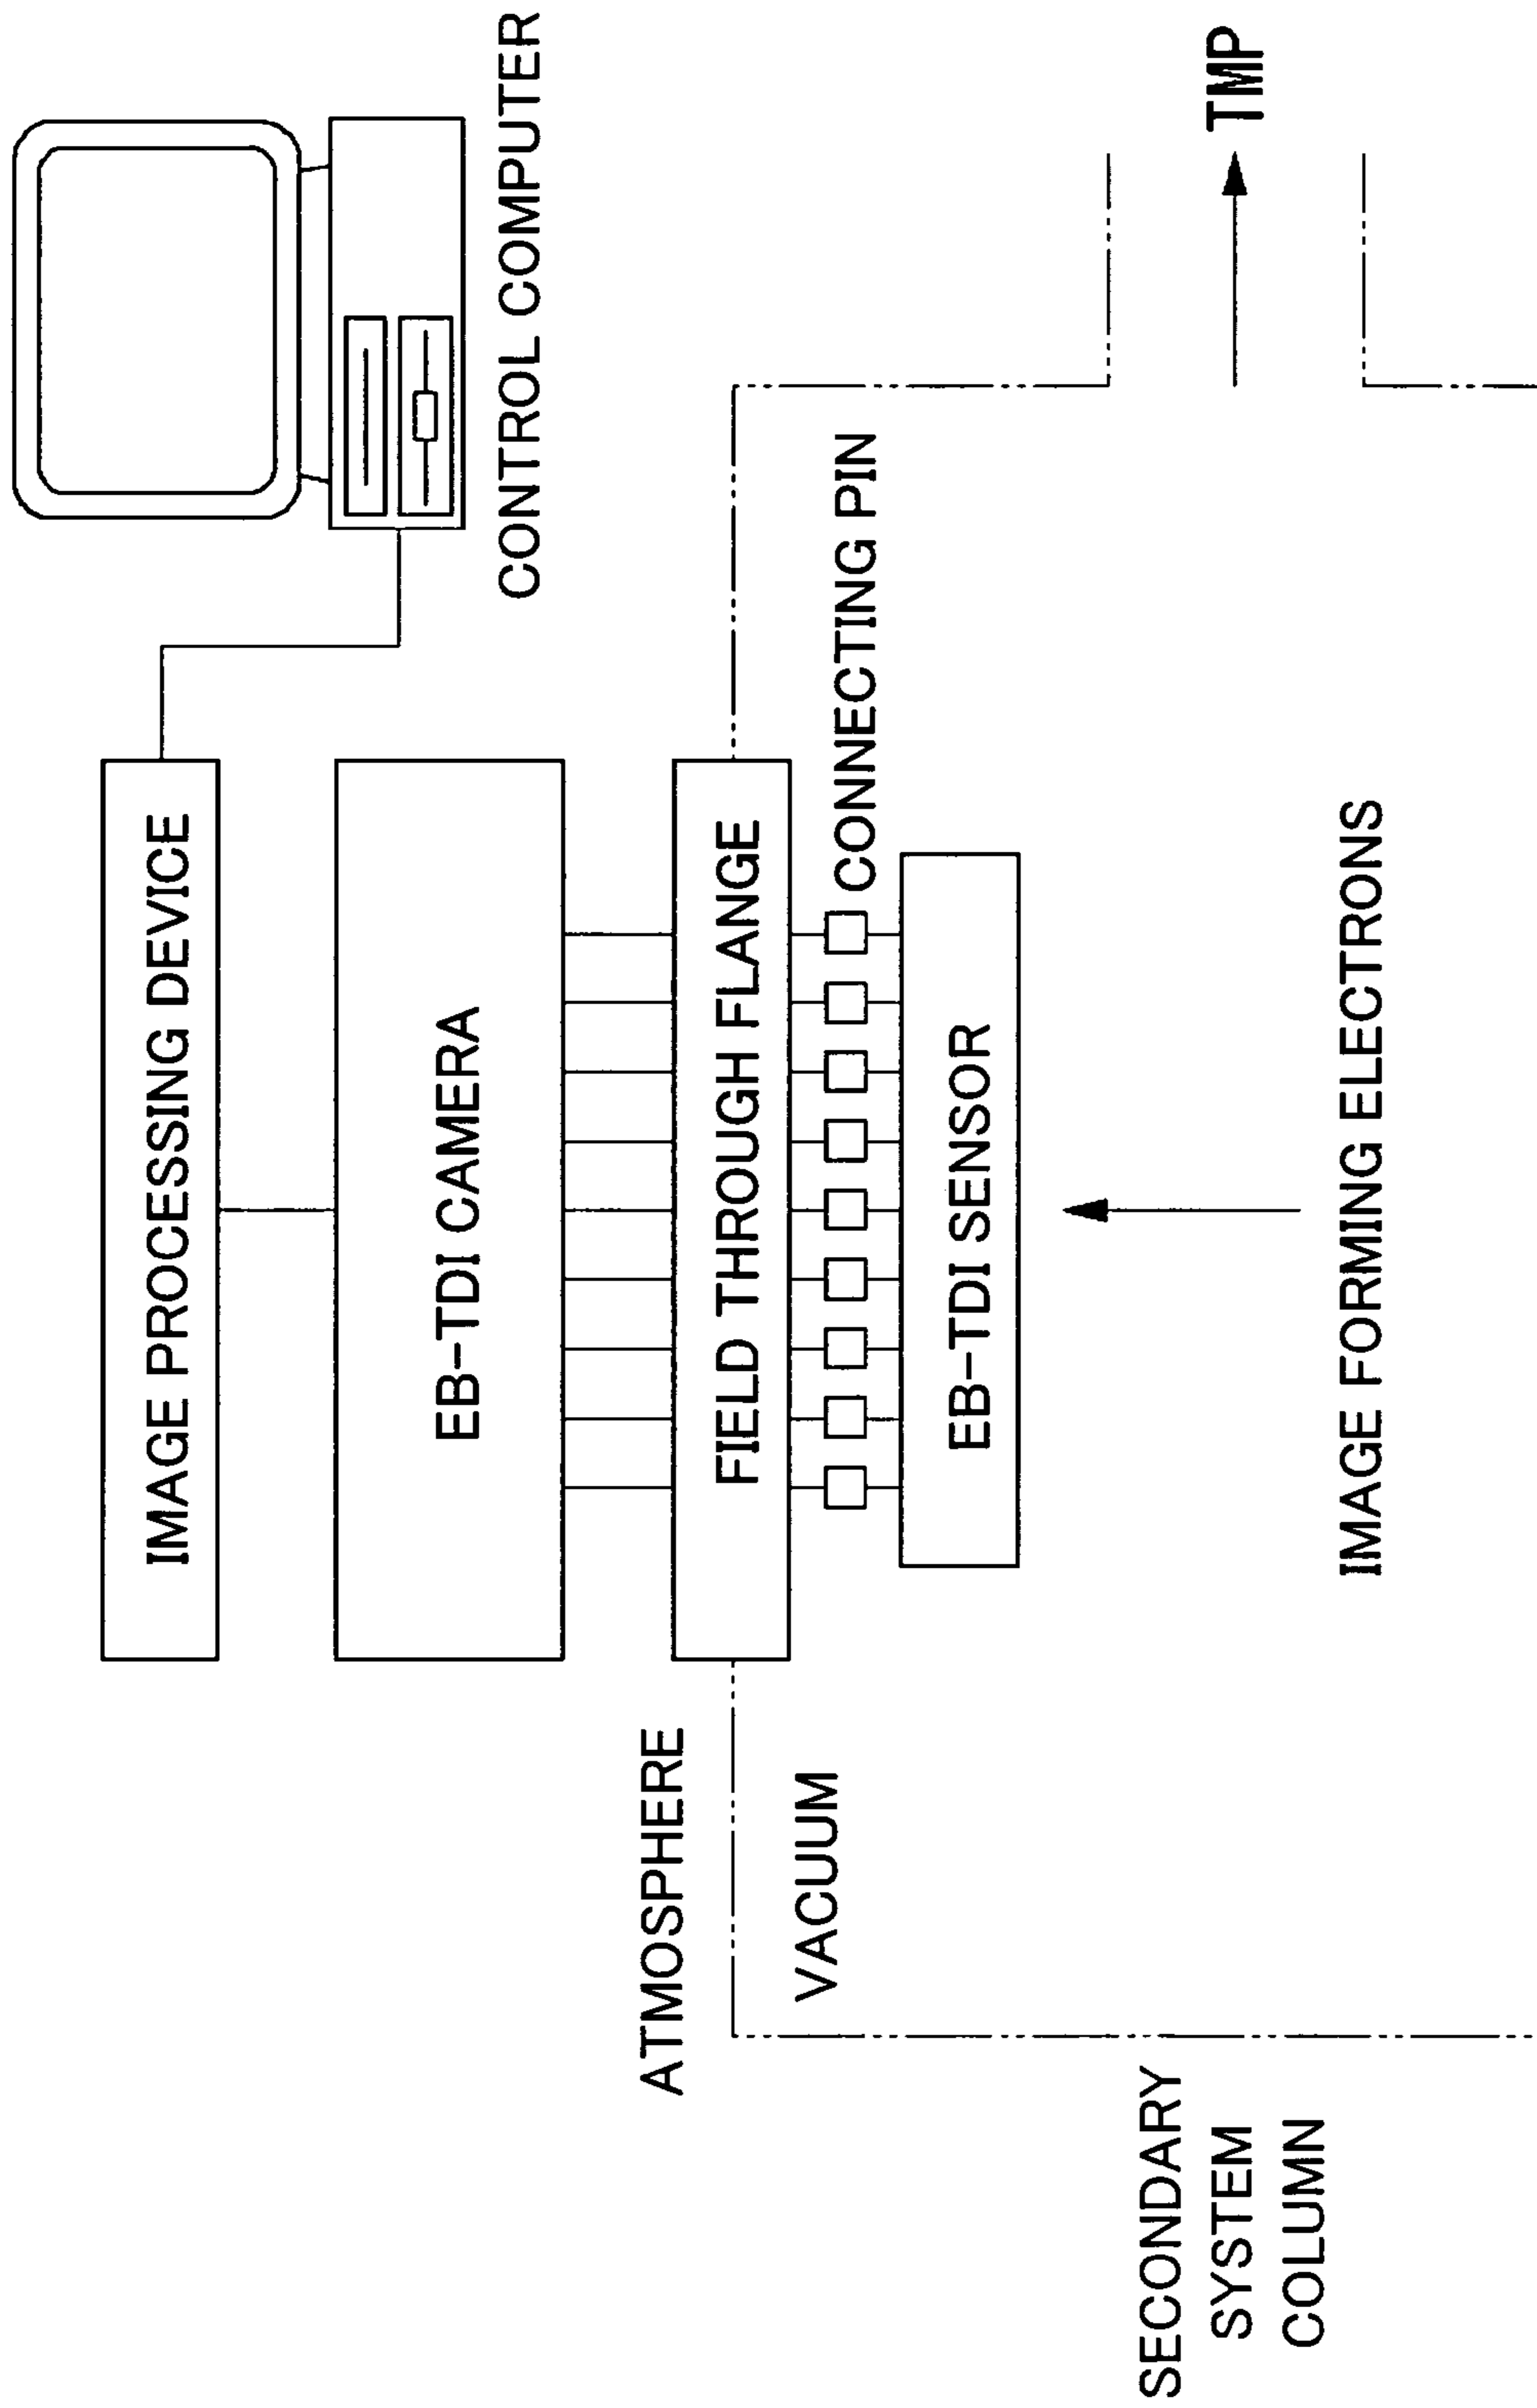 IMAGE PROCESSING DEVICE
CONTROL COMPUTER
EB-TDI CAMERA
ATMOSPHERE
FIELD THROUGH FLANGE
VACUUM
CONNECTING PIN
EB-TDI SENSOR
SECONDARY
SYSTEM
COLUMN
TMP
IMAGE FORMING ELECTRONS